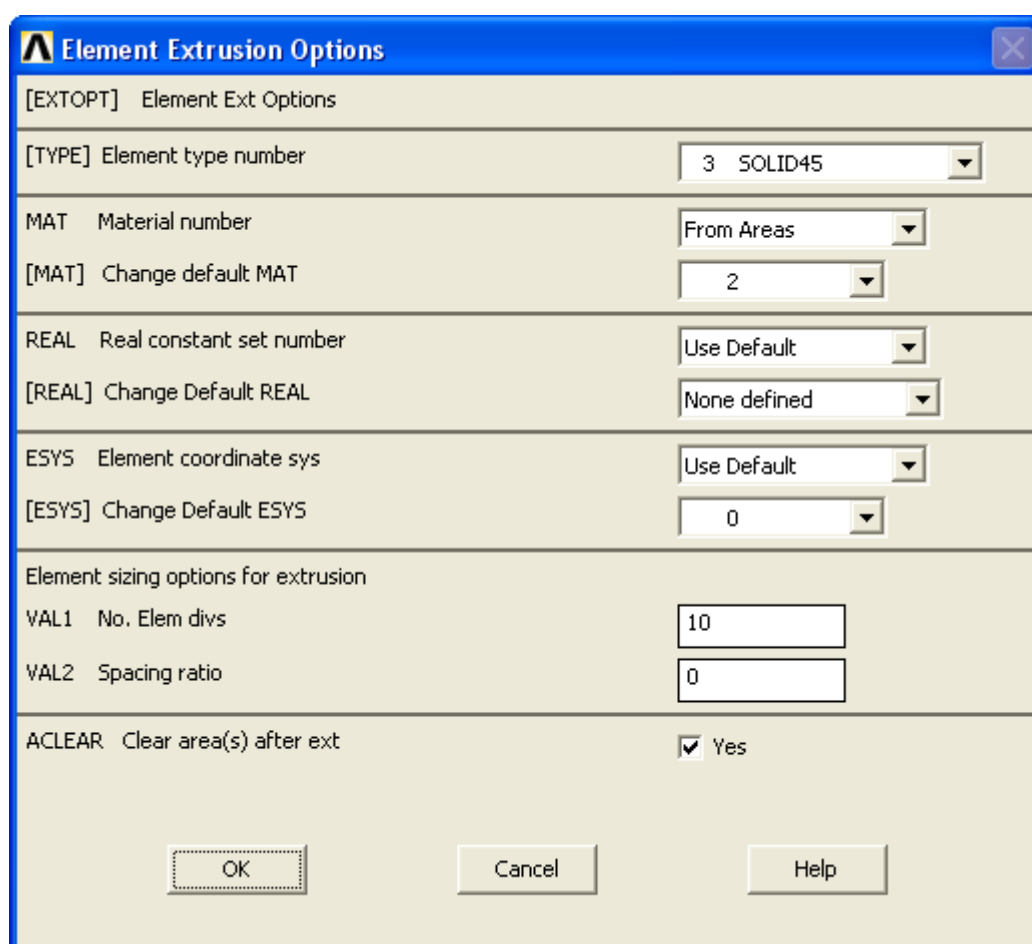 Element Extrusion Options
[EXTOPT] Element Ext Options
[TYPE] Element type number 3 SOLID45
MAT Material number From Areas
[MAT] Change default MAT 2
REAL Real constant set number Use Default
[REAL] Change Default REAL None defined
ESYS Element coordinate sys Use Default
[ESYS] Change Default ESYS 0
Element sizing options for extrusion
VAL1 No. Elem divs 10
VAL2 Spacing ratio 0
ACLEAR Clear area(s) after ext Yes
OK Cancel Help